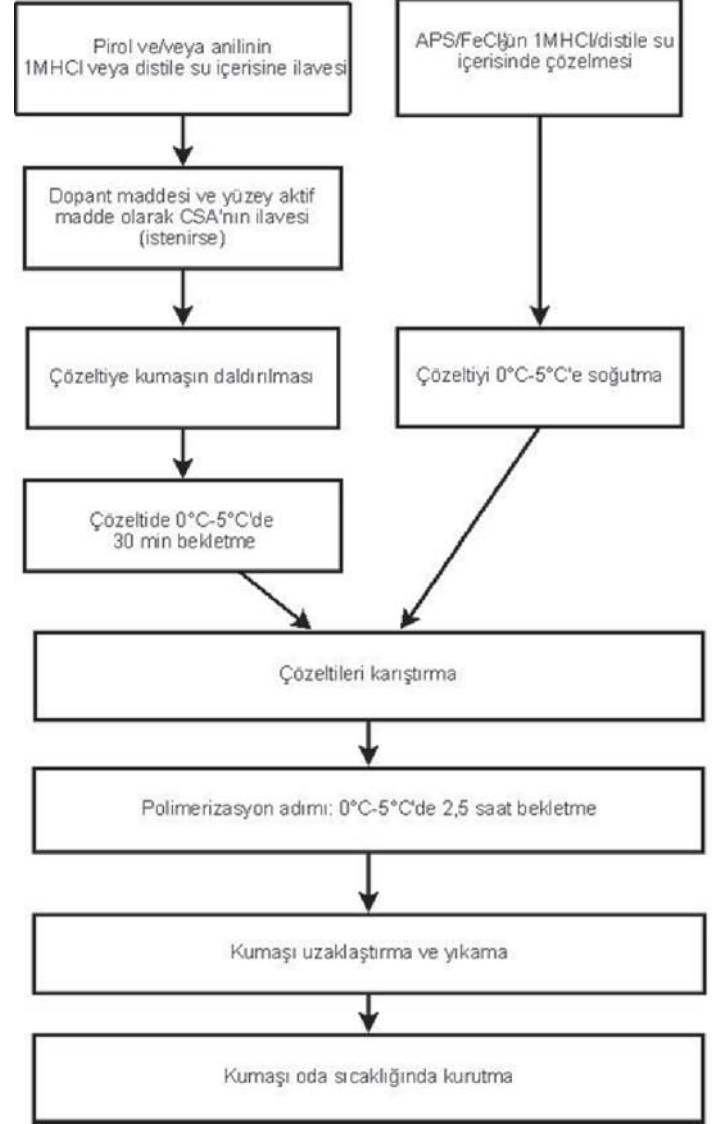 Pirol ve/veya anilinin
1MHCl veya distile su içerisine ilavesi
Dopant maddesi ve yüzey aktif
madde olarak CSA'nın ilavesi
(istenirse)
Çözeltiye kumaşın daldırılması
Çözeltide 0°C-5°C'de
30 min bekletme
APS/FeCl₃'ün 1MHCl/distile su
içerisinde çözelmesi
Çözeltiyi 0°C-5°C'e soğutma
Çözeltileri karıştırma
Polimerizasyon adımı: 0°C-5°C'de 2,5 saat bekletme
Kumaşı uzaklaştırma ve yıkama
Kumaşı oda sıcaklığında kurutma